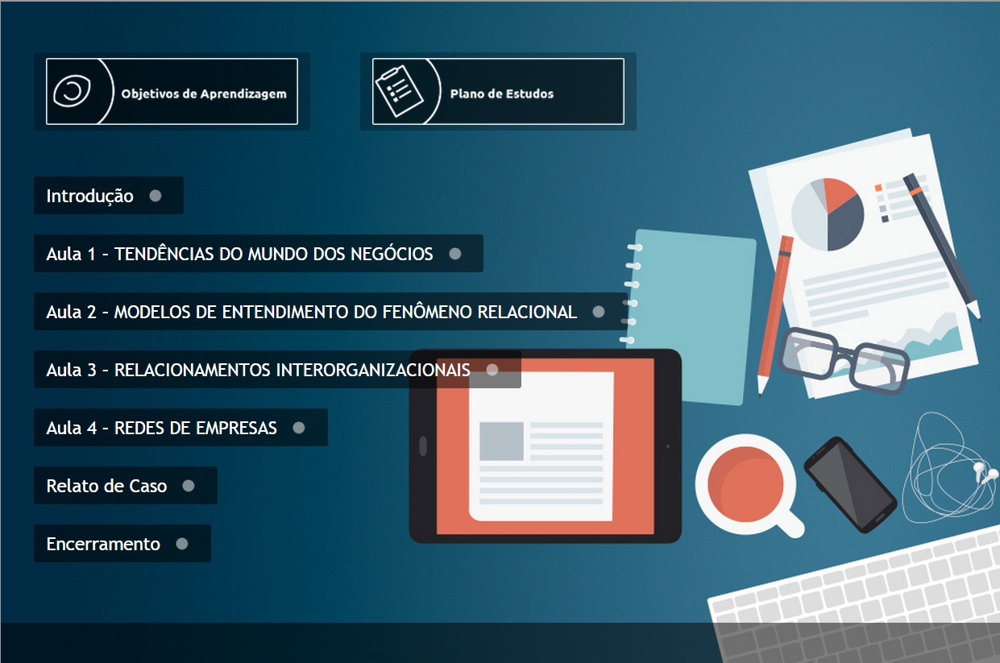 Objetivos de Aprendizagem
Plano de Estudos
Introdução
Aula 1 – TENDÊNCIAS DO MUNDO DOS NEGÓCIOS
Aula 2 – MODELOS DE ENTENDIMENTO DO FENÔMENO RELACIONAL
Aula 3 – RELACIONAMENTOS INTERORGANIZACIONAIS
Aula 4 – REDES DE EMPRESAS
Relato de Caso
Encerramento